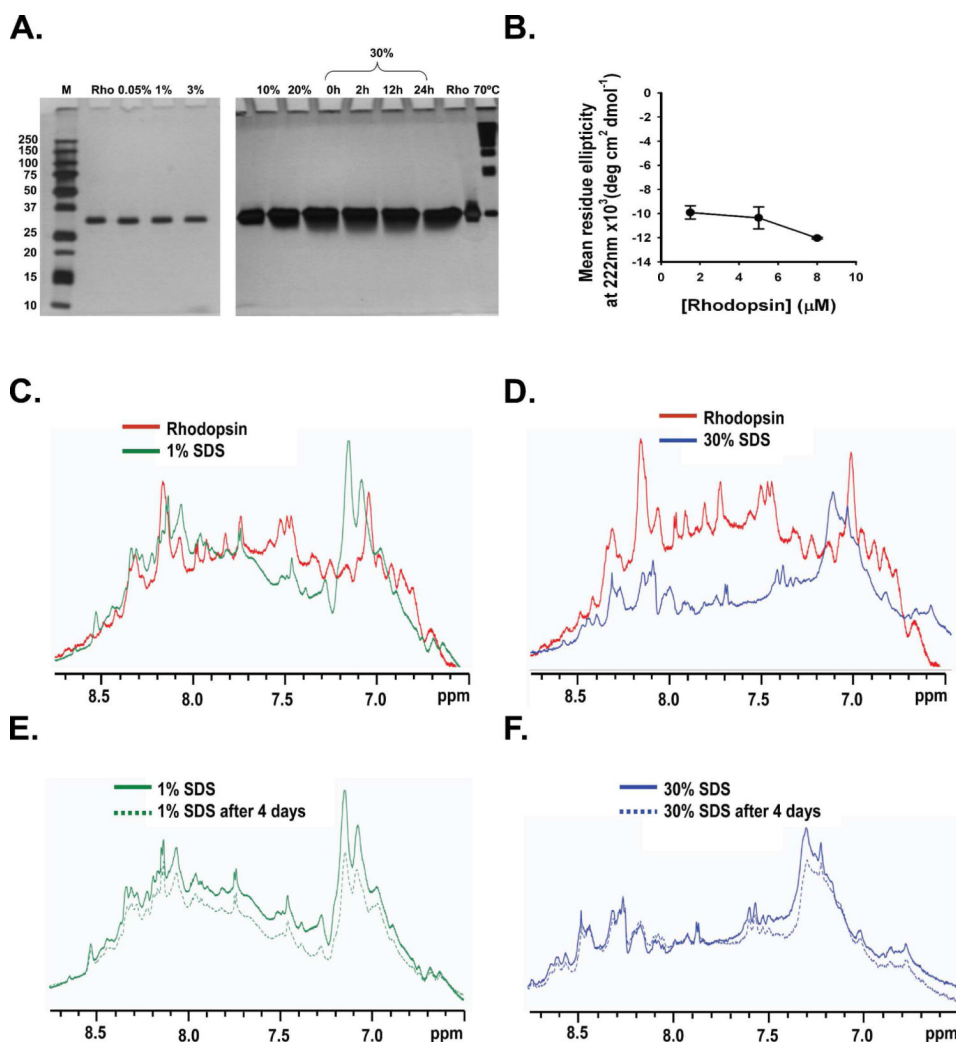 A.
30%
M Rho 0.05% 1% 3%
10% 20% 0h 2h 12h 24h Rho 70ºC
250
150
100
75
50
37
25
20
15
10
B.
Mean residue ellipticity
at 222nm x10³(deg cm² dmol⁻¹)
0
-2
-4
-6
-8
-10
-12
-14
0 2 4 6 8 10
[Rhodopsin] (μM)
C.
Rhodopsin
1% SDS
8.5 8.0 7.5 7.0 ppm
D.
Rhodopsin
30% SDS
8.5 8.0 7.5 7.0 ppm
E.
1% SDS
1% SDS after 4 days
8.5 8.0 7.5 7.0 ppm
F.
30% SDS
30% SDS after 4 days
8.5 8.0 7.5 7.0 ppm